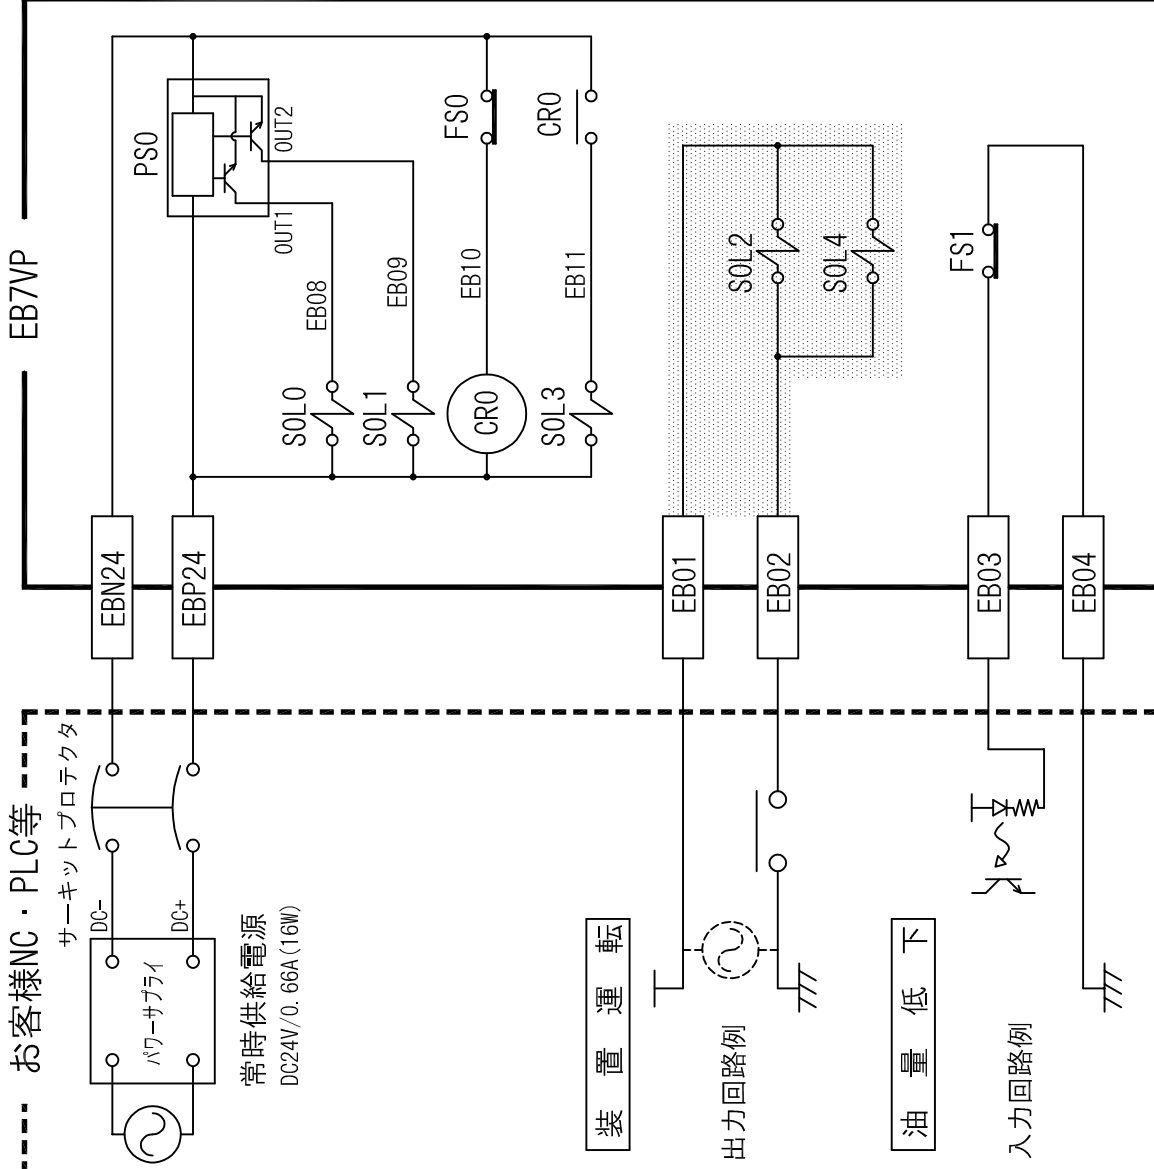 EB7VP
PS0
OUT1
OUT2
FS0
CR0
EB08
EB09
EB10
EB11
SOL0
SOL1
CR0
SOL3
SOL2
SOL4
FS1
EBN24
EBP24
EB01
EB02
EB03
EB04
お客様NC・PLC等
サーキットプロテクタ
DC-
DC+
パワーサプライ
常時供給電源
DC24V/0.66A(16W)
装置運転
出力回路例
油量低下
入力回路例